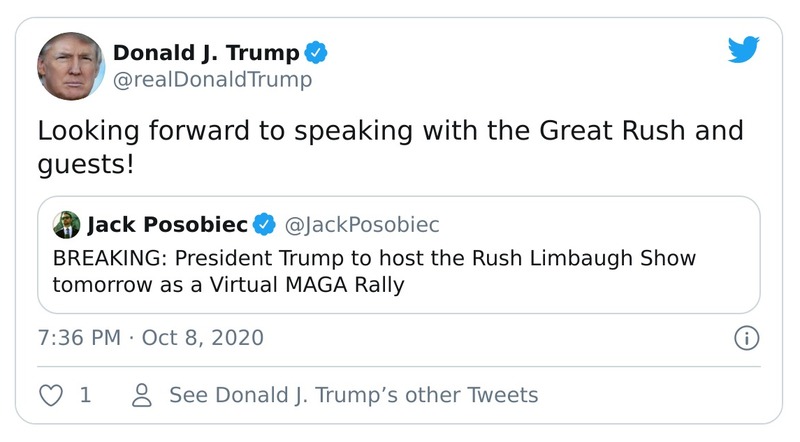 Donald J. Trump
@realDonaldTrump
Looking forward to speaking with the Great Rush and
guests!
Jack Posobiec @JackPosobiec
BREAKING: President Trump to host the Rush Limbaugh Show
tomorrow as a Virtual MAGA Rally
7:36 PM · Oct 8, 2020
1 See Donald J. Trump’s other Tweets